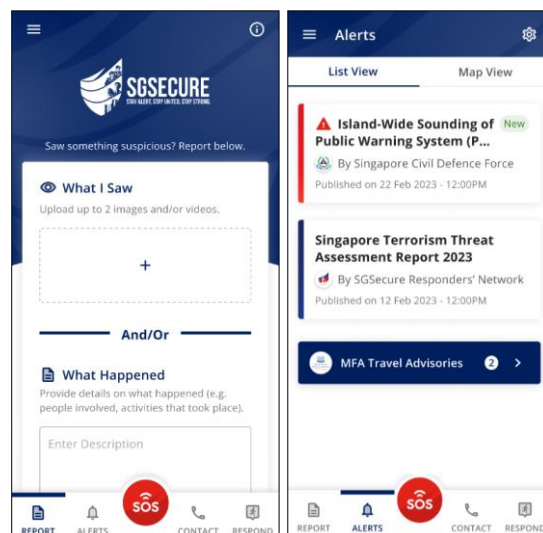 SGSECURE
STAY ALERT. STAY UNITED. STAY STRONG.
Saw something suspicious? Report below.
What I Saw
Upload up to 2 images and/or videos.
+
And/Or
What Happened
Provide details on what happened (e.g.
people involved, activities that took place).
Enter Description
REPORT
ALERTS
SOS
CONTACT
RESPOND
Alerts
List View
Map View
Island-Wide Sounding of
New
Public Warning System (P...
By Singapore Civil Defence Force
Published on 22 Feb 2023 - 12:00PM
Singapore Terrorism Threat
Assessment Report 2023
By SGSecure Responders' Network
Published on 12 Feb 2023 - 12:00PM
MFA Travel Advisories
2
REPORT
ALERTS
SOS
CONTACT
RESPOND